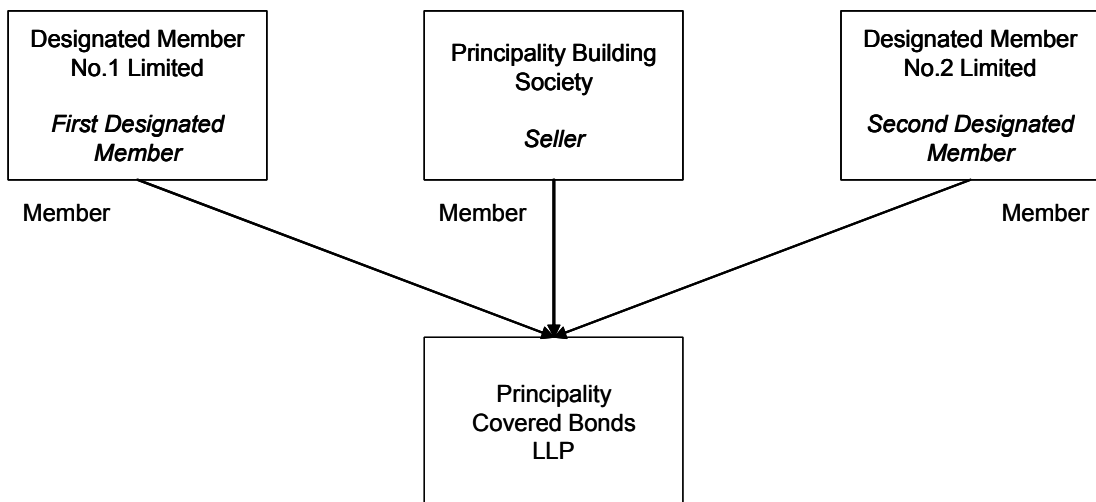 Designated Member
No.1 Limited
First Designated
Member
Principality Building
Society
Seller
Designated Member
No.2 Limited
Second Designated
Member
Member
Member
Member
Principality
Covered Bonds
LLP